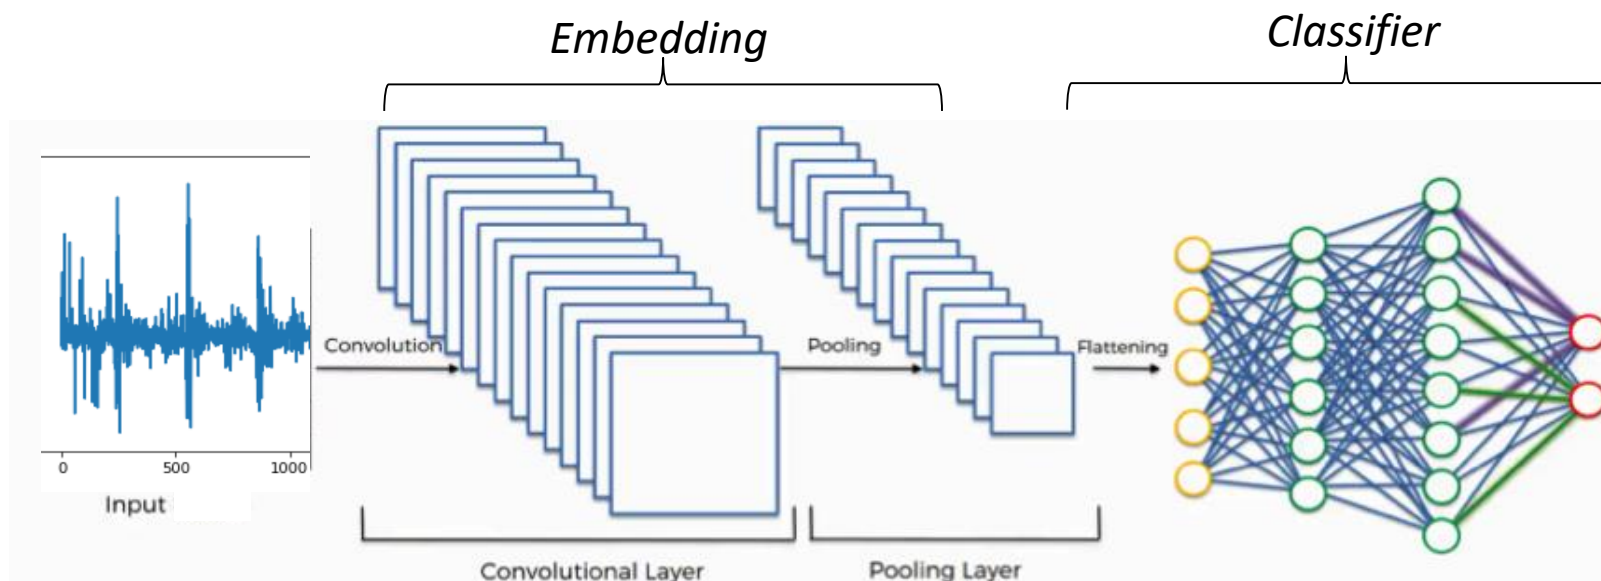 Embedding
Classifier
Convolution
Pooling
Flattening
0 500 1000
Input
Convolutional Layer
Pooling Layer